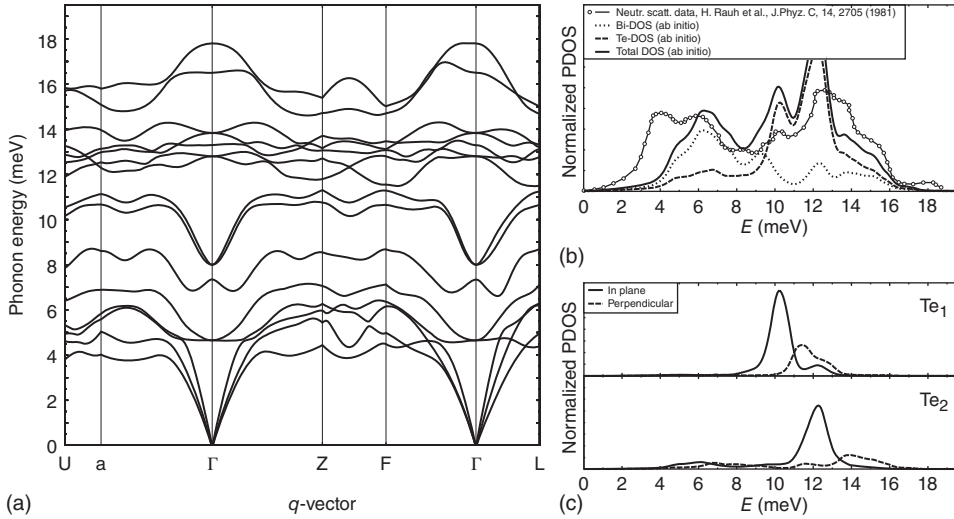 18
16
14
12
10
8
6
4
2
0
Phonon energy (meV)
U a Γ Z F Γ L
q-vector
(a)
Neutr. scatt. data, H. Rauh et al., J.Phyz. C, 14, 2705 (1981)
Bi-DOS (ab initio)
Te-DOS (ab initio)
Total DOS (ab initio)
Normalized PDOS
0 2 4 6 8 10 12 14 16 18
E (meV)
(b)
In plane
Perpendicular
Te1
Te2
Normalized PDOS
Normalized PDOS
0 2 4 6 8 10 12 14 16 18
E (meV)
(c)